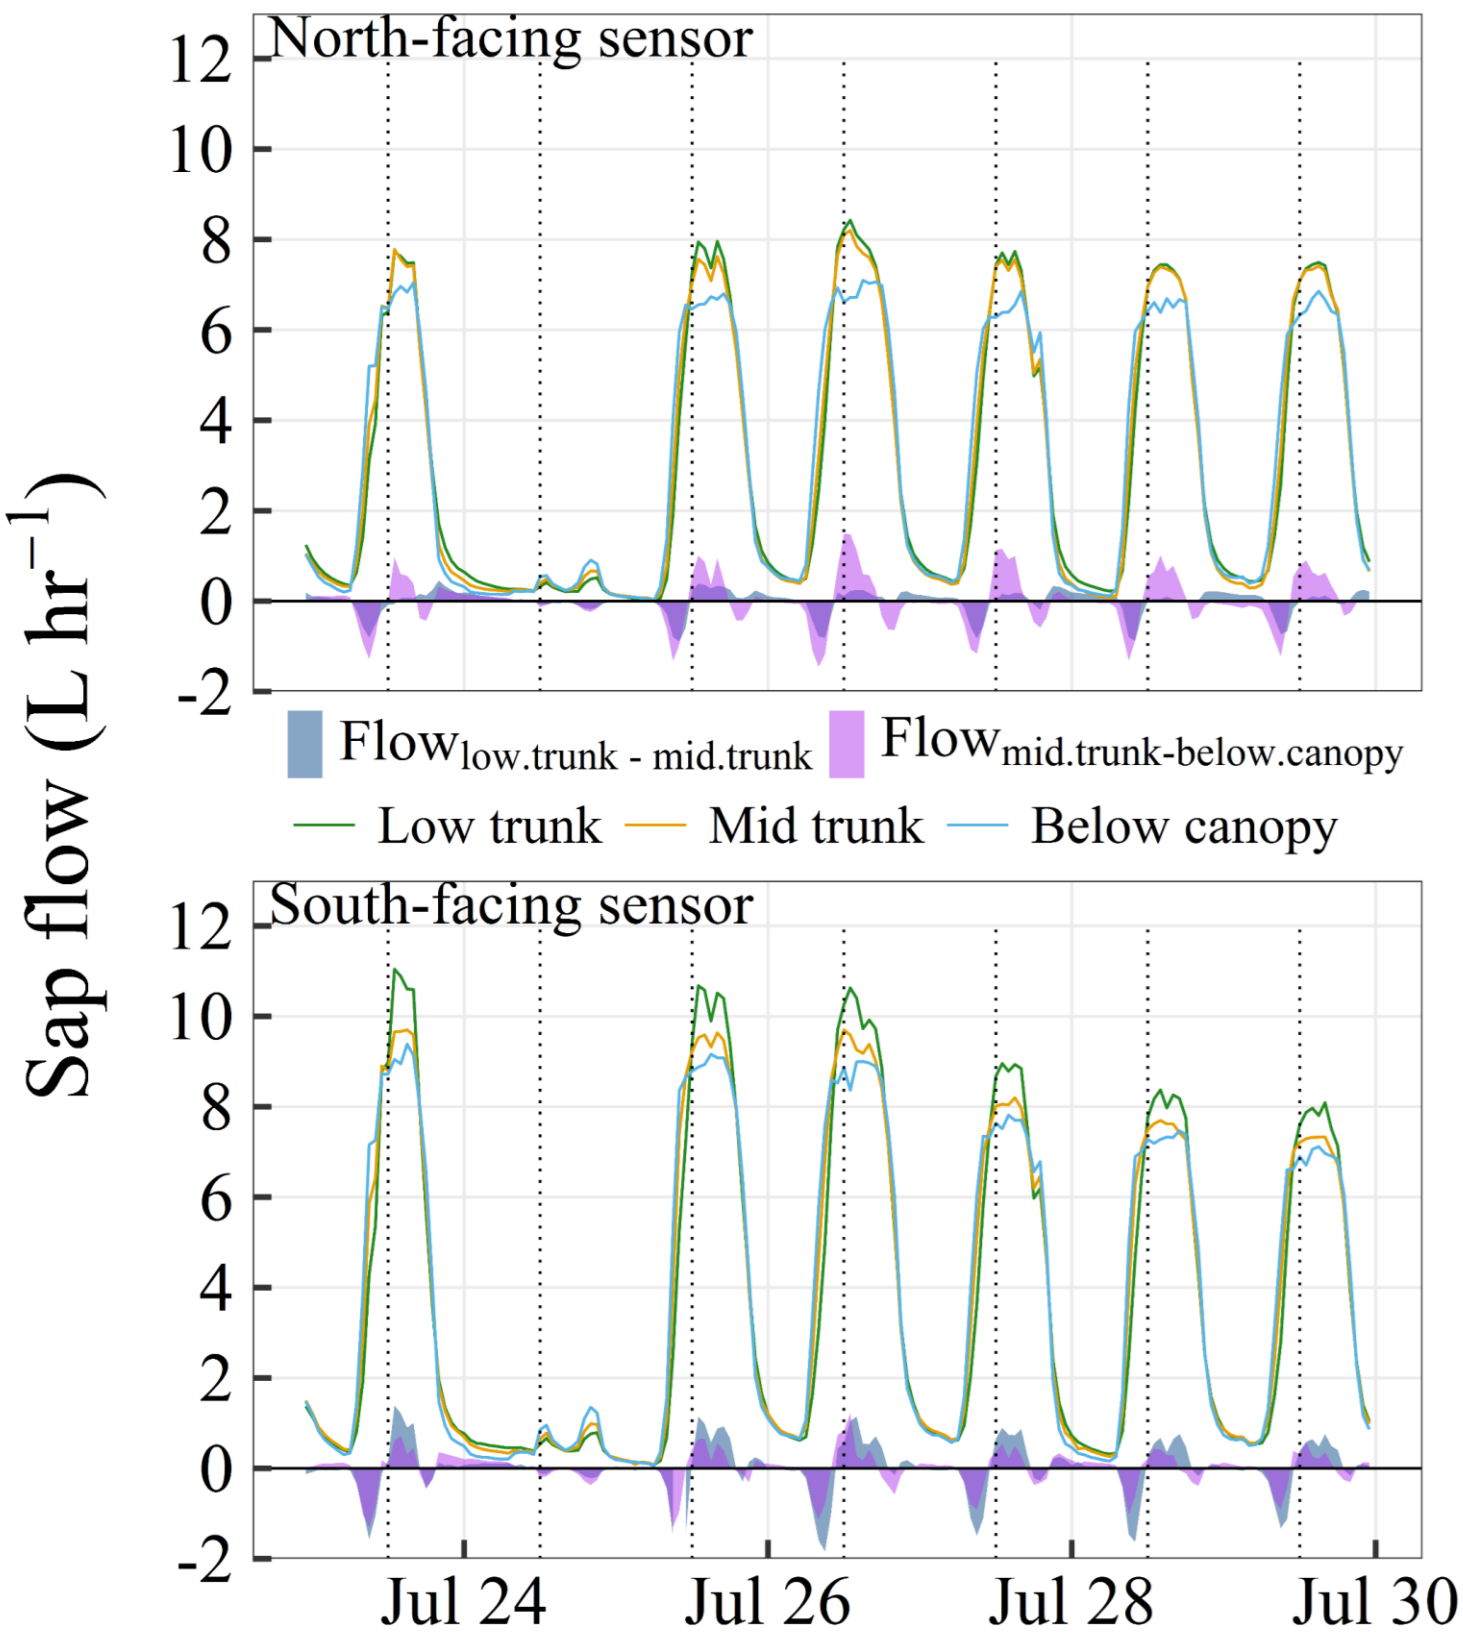 North-facing sensor
12
10
8
6
4
2
0
-2
Sap flow (L hr−1)
Flowlow.trunk - mid.trunk Flowmid.trunk-below.canopy
Low trunk Mid trunk Below canopy
South-facing sensor
12
10
8
6
4
2
0
-2
Jul 24 Jul 26 Jul 28 Jul 30